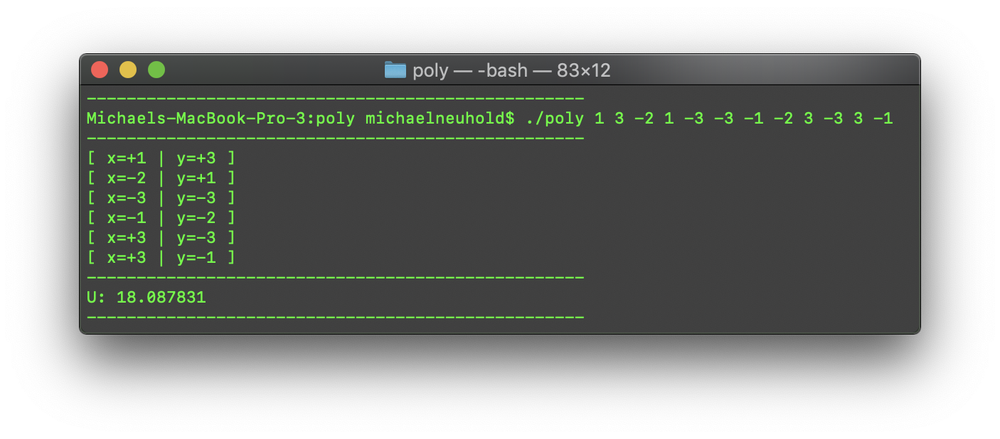 poly — -bash — 83×12
--------------------------------------------------
Michaels-MacBook-Pro-3:poly michaelneuhold$ ./poly 1 3 -2 1 -3 -3 -1 -2 3 -3 3 -1
--------------------------------------------------
[ x=+1 | y=+3 ]
[ x=-2 | y=+1 ]
[ x=-3 | y=-3 ]
[ x=-1 | y=-2 ]
[ x=+3 | y=-3 ]
[ x=+3 | y=-1 ]
--------------------------------------------------
U: 18.087831
--------------------------------------------------